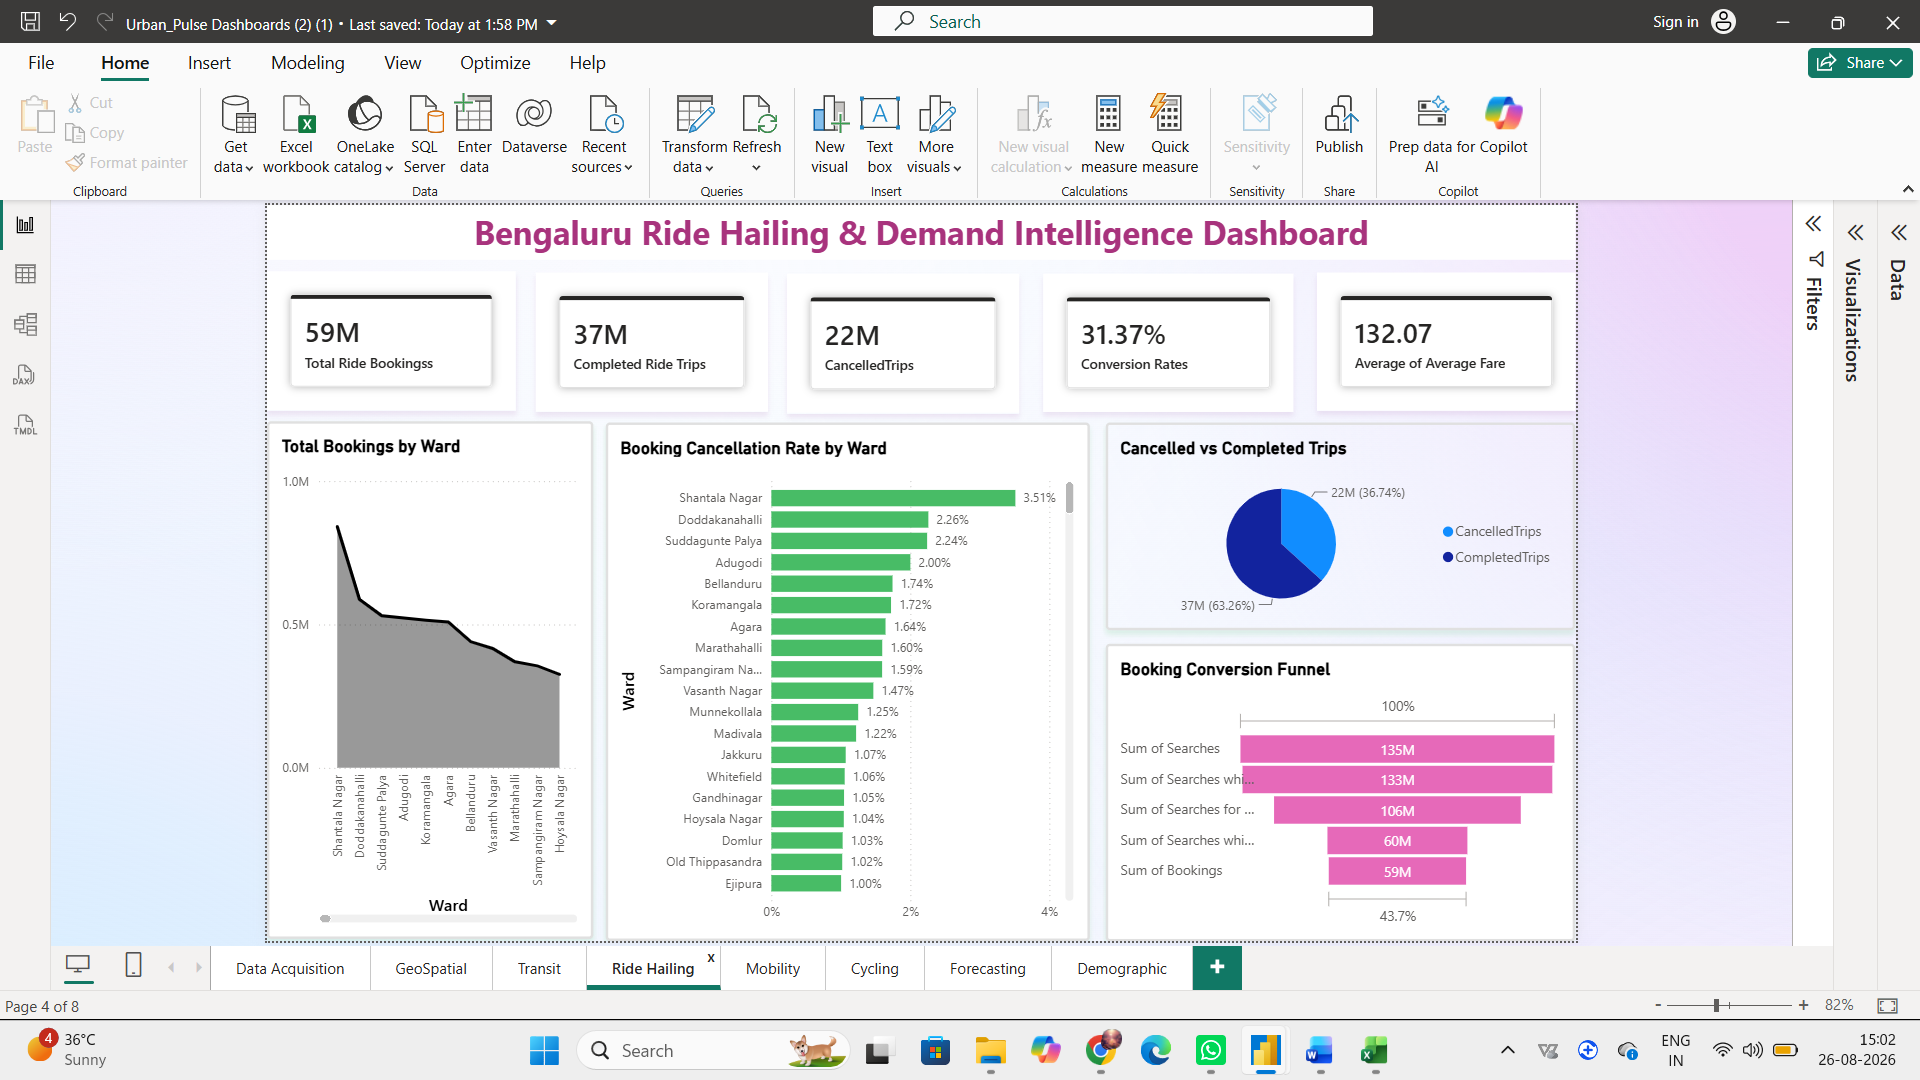 Urban_Pulse Dashboards (2) (1) • Last saved: Today at 1:58 PM
Search
Sign in
File
Home
Insert
Modeling
View
Optimize
Help
Share
Paste
Cut
Copy
Format painter
Clipboard
Get data
Excel workbook
OneLake catalog
SQL Server
Enter data
Dataverse
Recent sources
Data
Transform data
Refresh
Queries
New visual
Text box
More visuals
Insert
New visual calculation
New measure
Quick measure
Calculations
Sensitivity
Sensitivity
Publish
Share
Prep data for AI
Copilot
Copilot
DAX
TMDL
Bengaluru Ride Hailing & Demand Intelligence Dashboard
59M
Total Ride Bookingss
37M
Completed Ride Trips
22M
CancelledTrips
31.37%
Conversion Rates
132.07
Average of Average Fare
Filters
Visualizations
Data
Total Bookings by Ward
1.0M
0.5M
0.0M
Shantala Nagar
Doddakanahalli
Suddagunte Palya
Adugodi
Koramangala
Agara
Bellanduru
Vasanth Nagar
Marathahalli
Sampangiram Nagar
Hoysala Nagar
Ward
Booking Cancellation Rate by Ward
Ward
Shantala Nagar 3.51%
Doddakanahalli 2.26%
Suddagunte Palya 2.24%
Adugodi 2.00%
Bellanduru 1.74%
Koramangala 1.72%
Agara 1.64%
Marathahalli 1.60%
Sampangiram Na... 1.59%
Vasanth Nagar 1.47%
Munnekollala 1.25%
Madivala 1.22%
Jakkuru 1.07%
Whitefield 1.06%
Gandhinagar 1.05%
Hoysala Nagar 1.04%
Domlur 1.03%
Old Thippasandra 1.02%
Ejipura 1.00%
0% 2% 4%
Cancelled vs Completed Trips
22M (36.74%)
37M (63.26%)
CancelledTrips
CompletedTrips
Booking Conversion Funnel
100%
Sum of Searches 135M
Sum of Searches whi... 133M
Sum of Searches for ... 106M
Sum of Searches whi... 60M
Sum of Bookings 59M
43.7%
Data Acquisition
GeoSpatial
Transit
Ride Hailing
x
Mobility
Cycling
Forecasting
Demographic
+
Page 4 of 8
- + 82%
4
36°C
Sunny
Search
ENG
IN
15:02
26-08-2026